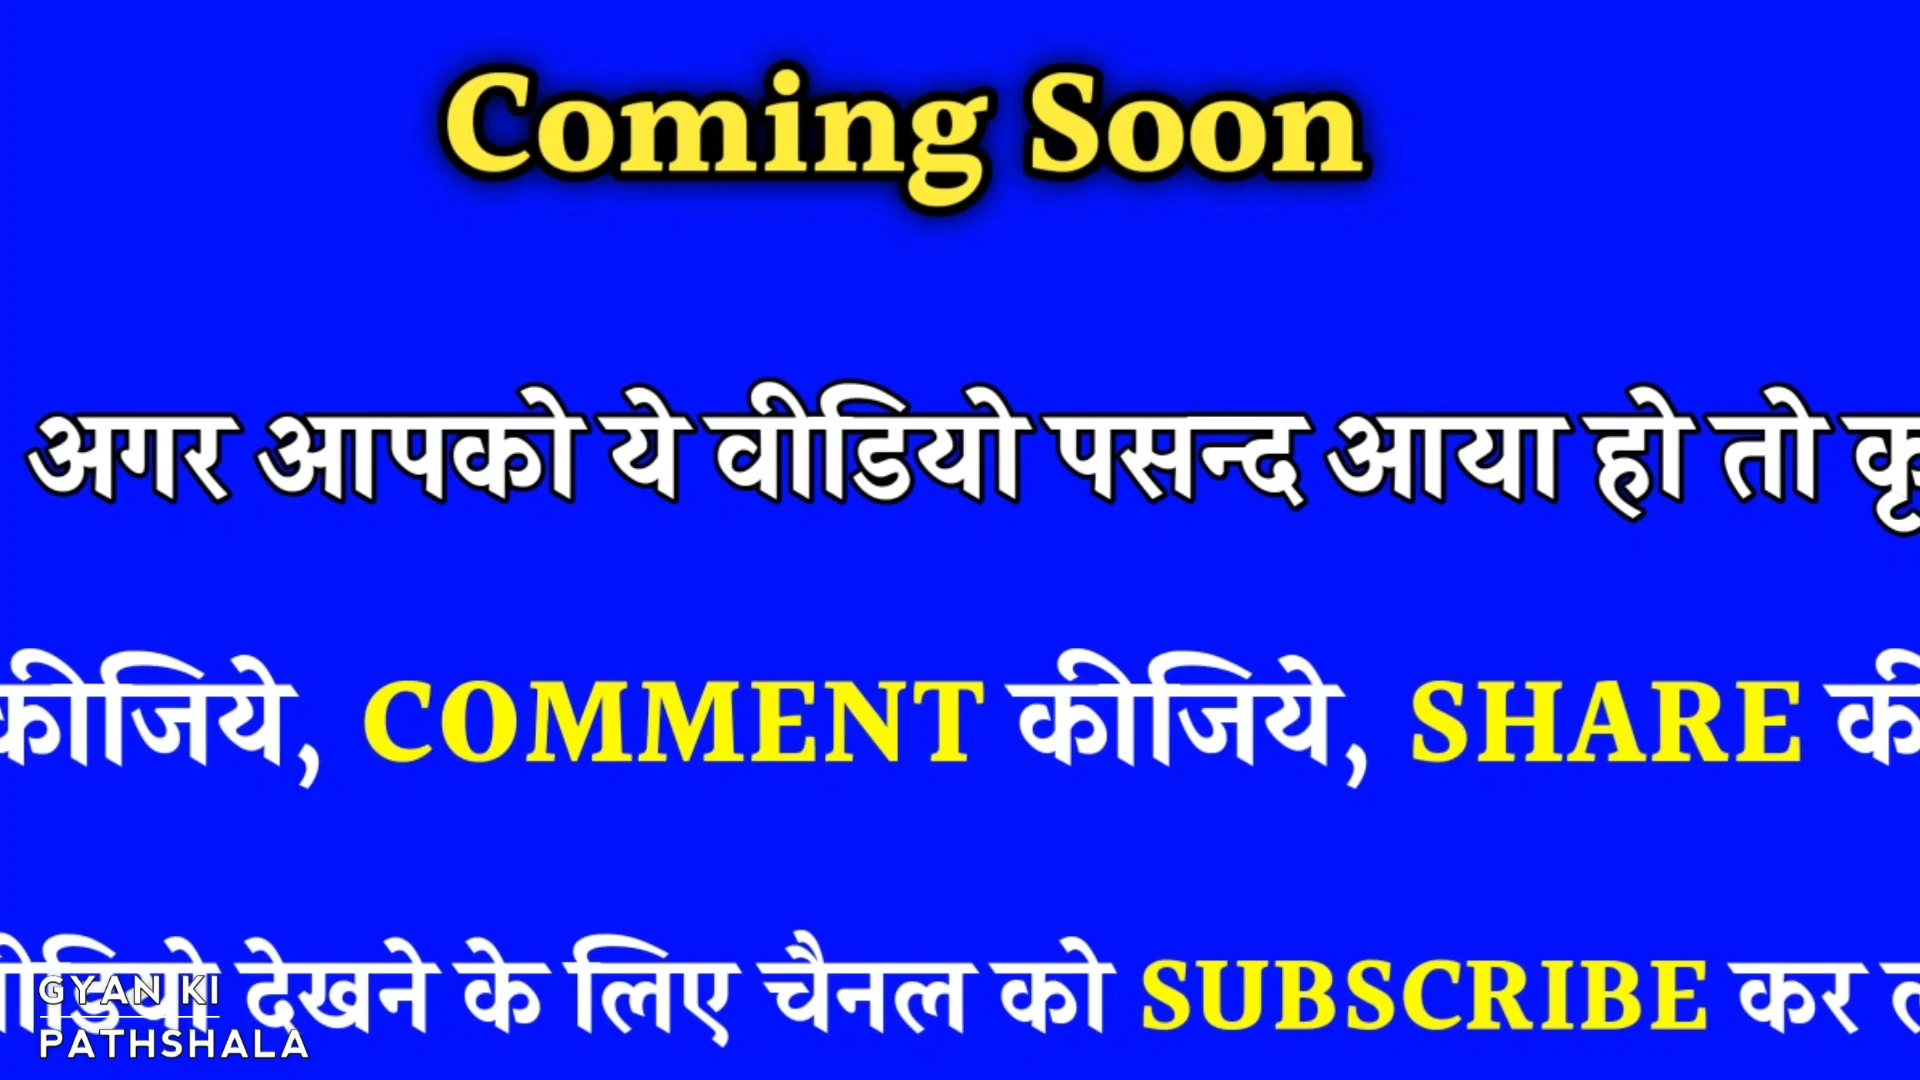 Coming Soon
अगर आपको ये वीडियो पसन्द आया हो तो
कीजिये, COMMENT कीजिये, SHARE
देखने के लिए चैनल को SUBSCRIBE कर
GYAN KI
PATHSHALA